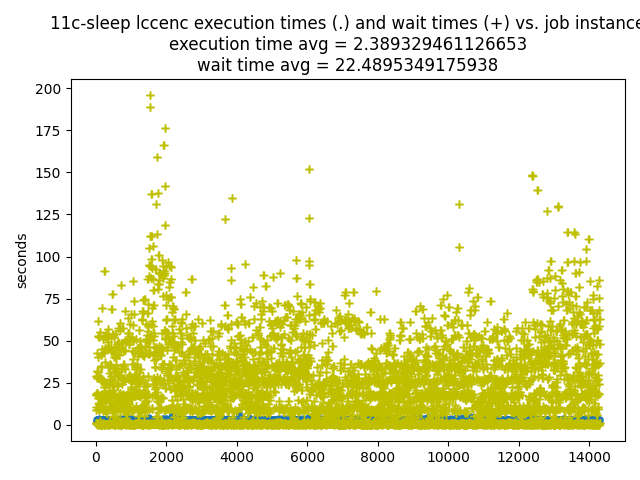 11c-sleep lccenc execution times (.) and wait times (+) vs. job instance
execution time avg = 2.389329461126653
wait time avg = 22.4895349175938
200
175
150
125
100
75
50
25
0
seconds
0 2000 4000 6000 8000 10000 12000 14000